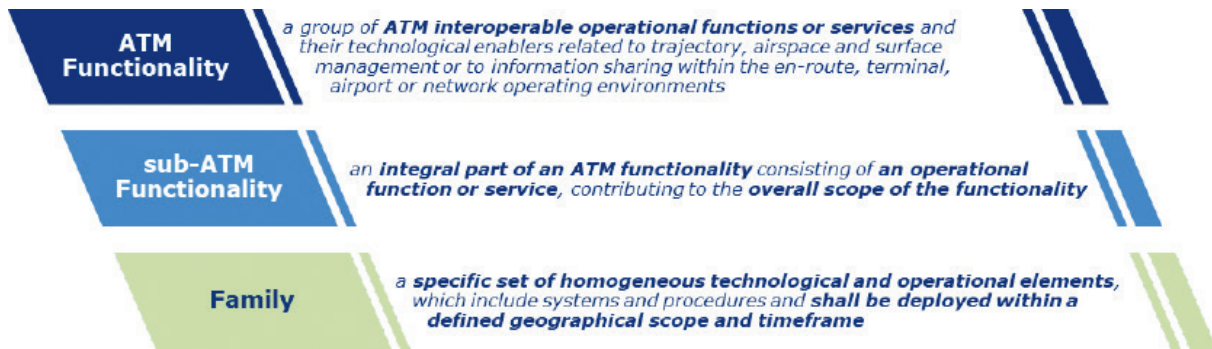 ATM
Functionality
a group of ATM interoperable operational functions or services and
their technological enablers related to trajectory, airspace and surface
management or to information sharing within the en-route, terminal,
airport or network operating environments
sub-ATM
Functionality
an integral part of an ATM functionality consisting of an operational
function or service, contributing to the overall scope of the functionality
Family
a specific set of homogeneous technological and operational elements,
which include systems and procedures and shall be deployed within a
defined geographical scope and timeframe